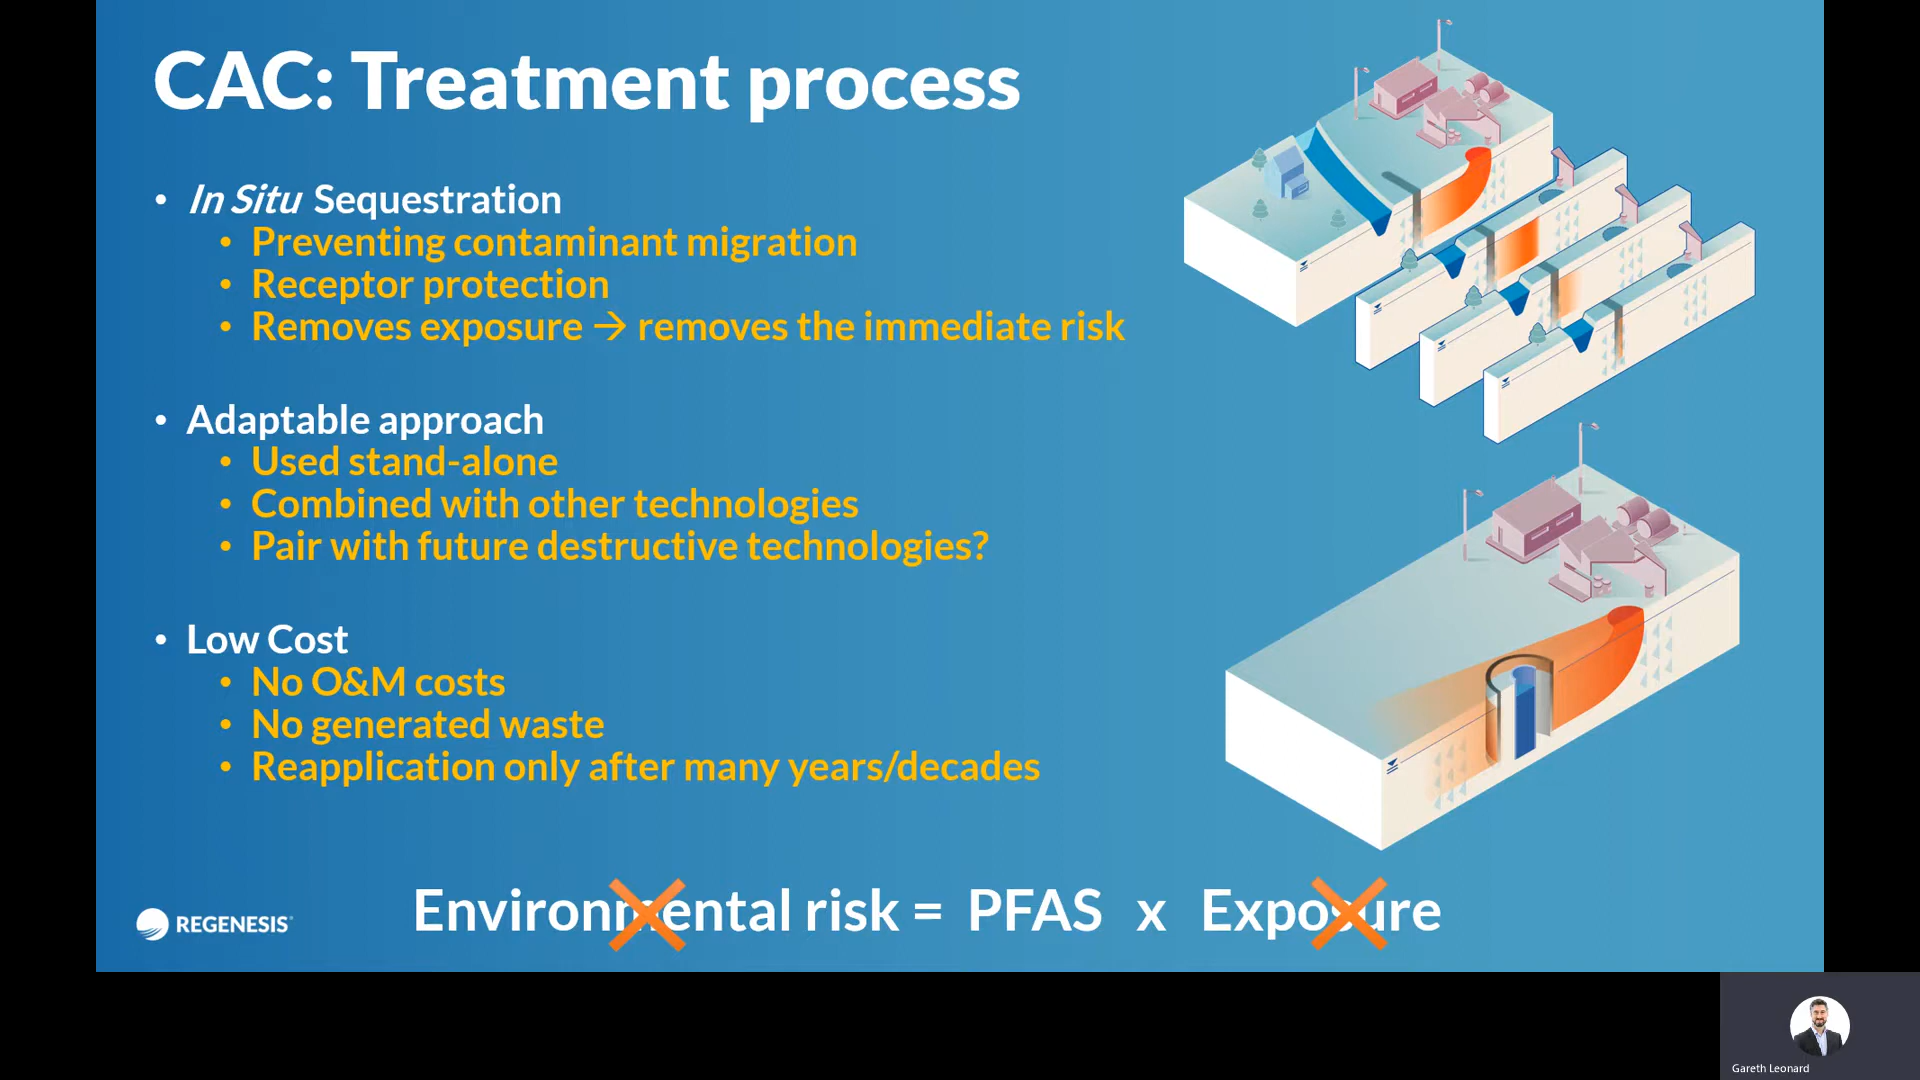 CAC: Treatment process
• In Situ Sequestration
• Preventing contaminant migration
• Receptor protection
• Removes exposure → removes the immediate risk
• Adaptable approach
• Used stand-alone
• Combined with other technologies
• Pair with future destructive technologies?
• Low Cost
• No O&M costs
• No generated waste
• Reapplication only after many years/decades
Environmental risk = PFAS x Exposure
REGENESIS
Gareth Leonard